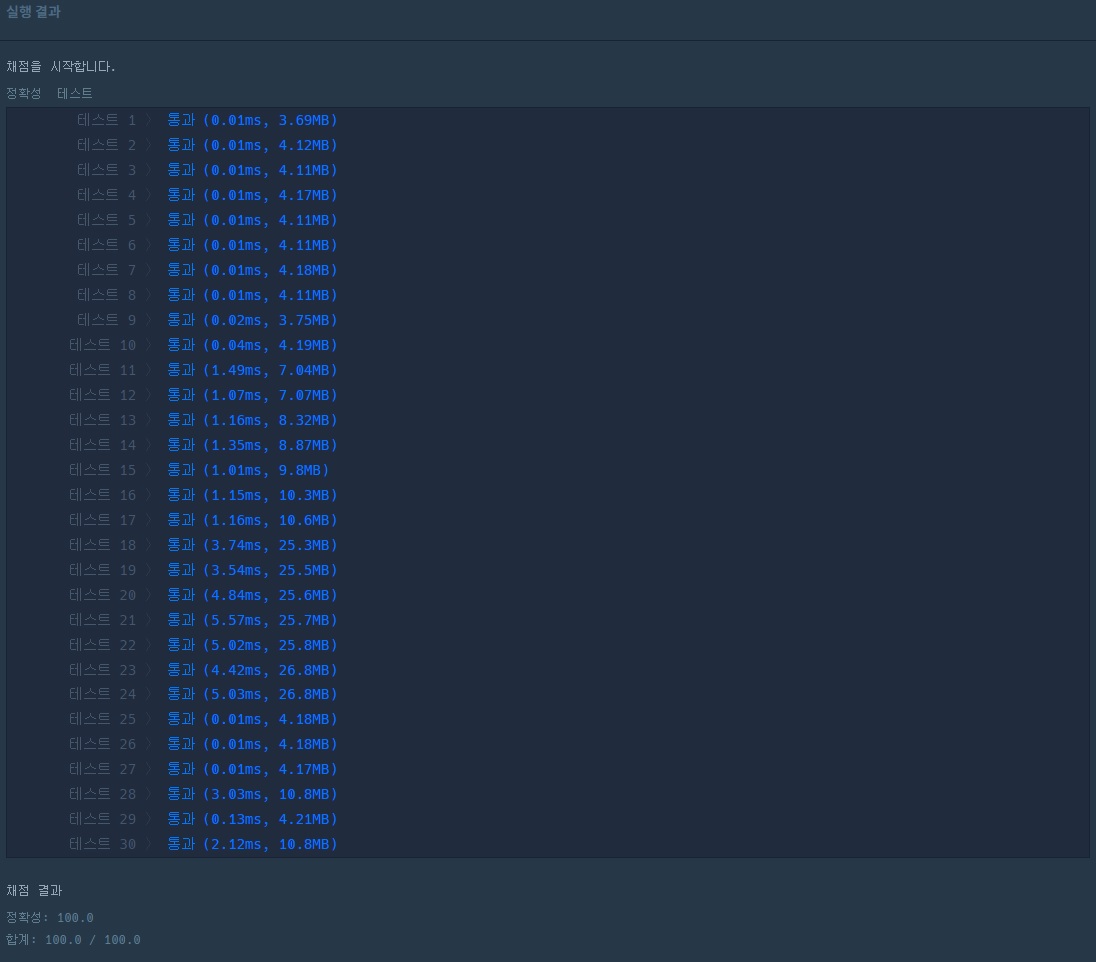 실행 결과
채점을 시작합니다.
정확성 테스트
테스트 1 〉 통과 (0.01ms, 3.69MB)
테스트 2 〉 통과 (0.01ms, 4.12MB)
테스트 3 〉 통과 (0.01ms, 4.11MB)
테스트 4 〉 통과 (0.01ms, 4.17MB)
테스트 5 〉 통과 (0.01ms, 4.11MB)
테스트 6 〉 통과 (0.01ms, 4.11MB)
테스트 7 〉 통과 (0.01ms, 4.18MB)
테스트 8 〉 통과 (0.01ms, 4.11MB)
테스트 9 〉 통과 (0.02ms, 3.75MB)
테스트 10 〉 통과 (0.04ms, 4.19MB)
테스트 11 〉 통과 (1.49ms, 7.04MB)
테스트 12 〉 통과 (1.07ms, 7.07MB)
테스트 13 〉 통과 (1.16ms, 8.32MB)
테스트 14 〉 통과 (1.35ms, 8.87MB)
테스트 15 〉 통과 (1.01ms, 9.8MB)
테스트 16 〉 통과 (1.15ms, 10.3MB)
테스트 17 〉 통과 (1.16ms, 10.6MB)
테스트 18 〉 통과 (3.74ms, 25.3MB)
테스트 19 〉 통과 (3.54ms, 25.5MB)
테스트 20 〉 통과 (4.84ms, 25.6MB)
테스트 21 〉 통과 (5.57ms, 25.7MB)
테스트 22 〉 통과 (5.02ms, 25.8MB)
테스트 23 〉 통과 (4.42ms, 26.8MB)
테스트 24 〉 통과 (5.03ms, 26.8MB)
테스트 25 〉 통과 (0.01ms, 4.18MB)
테스트 26 〉 통과 (0.01ms, 4.18MB)
테스트 27 〉 통과 (0.01ms, 4.17MB)
테스트 28 〉 통과 (3.03ms, 10.8MB)
테스트 29 〉 통과 (0.13ms, 4.21MB)
테스트 30 〉 통과 (2.12ms, 10.8MB)
채점 결과
정확성: 100.0
합계: 100.0 / 100.0